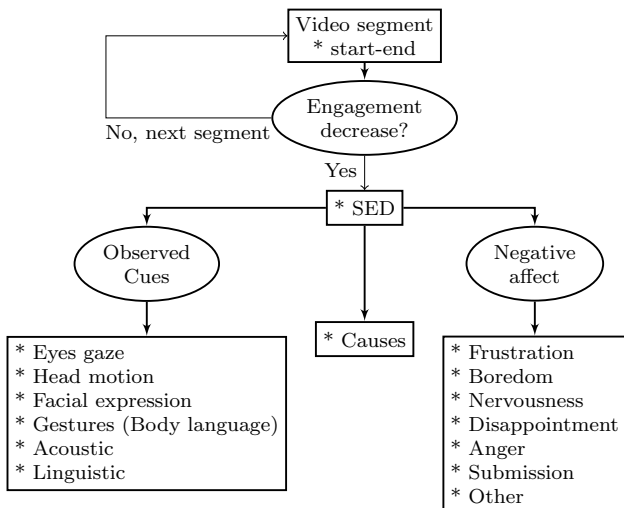 Video segment
* start-end
Engagement
decrease?
No, next segment
Yes
* SED
Observed
Cues
Negative
affect
* Causes
* Eyes gaze
* Head motion
* Facial expression
* Gestures (Body language)
* Acoustic
* Linguistic
* Frustration
* Boredom
* Nervousness
* Disappointment
* Anger
* Submission
* Other